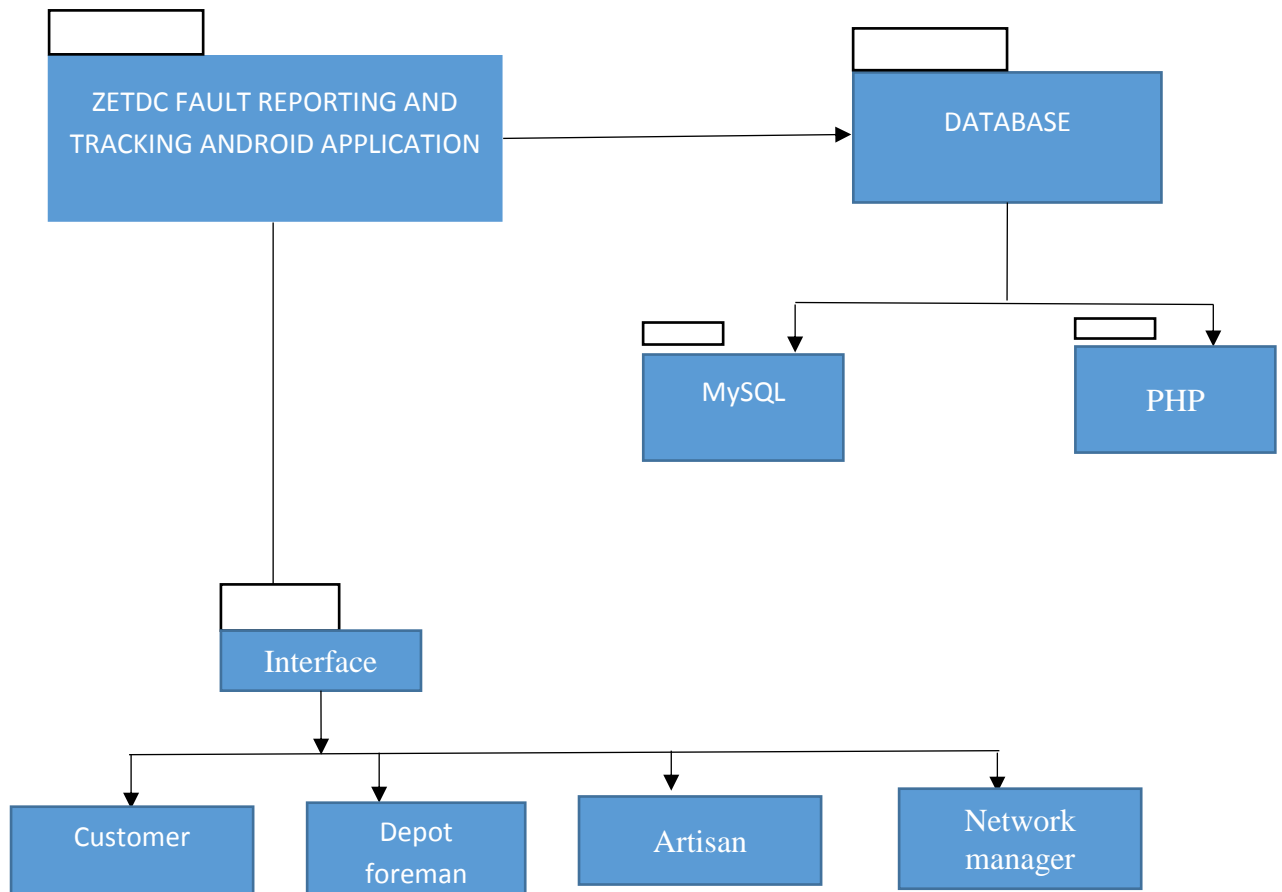 ZETDC FAULT REPORTING AND
TRACKING ANDROID APPLICATION
DATABASE
MySQL
PHP
Interface
Customer
Depot
foreman
Artisan
Network
manager